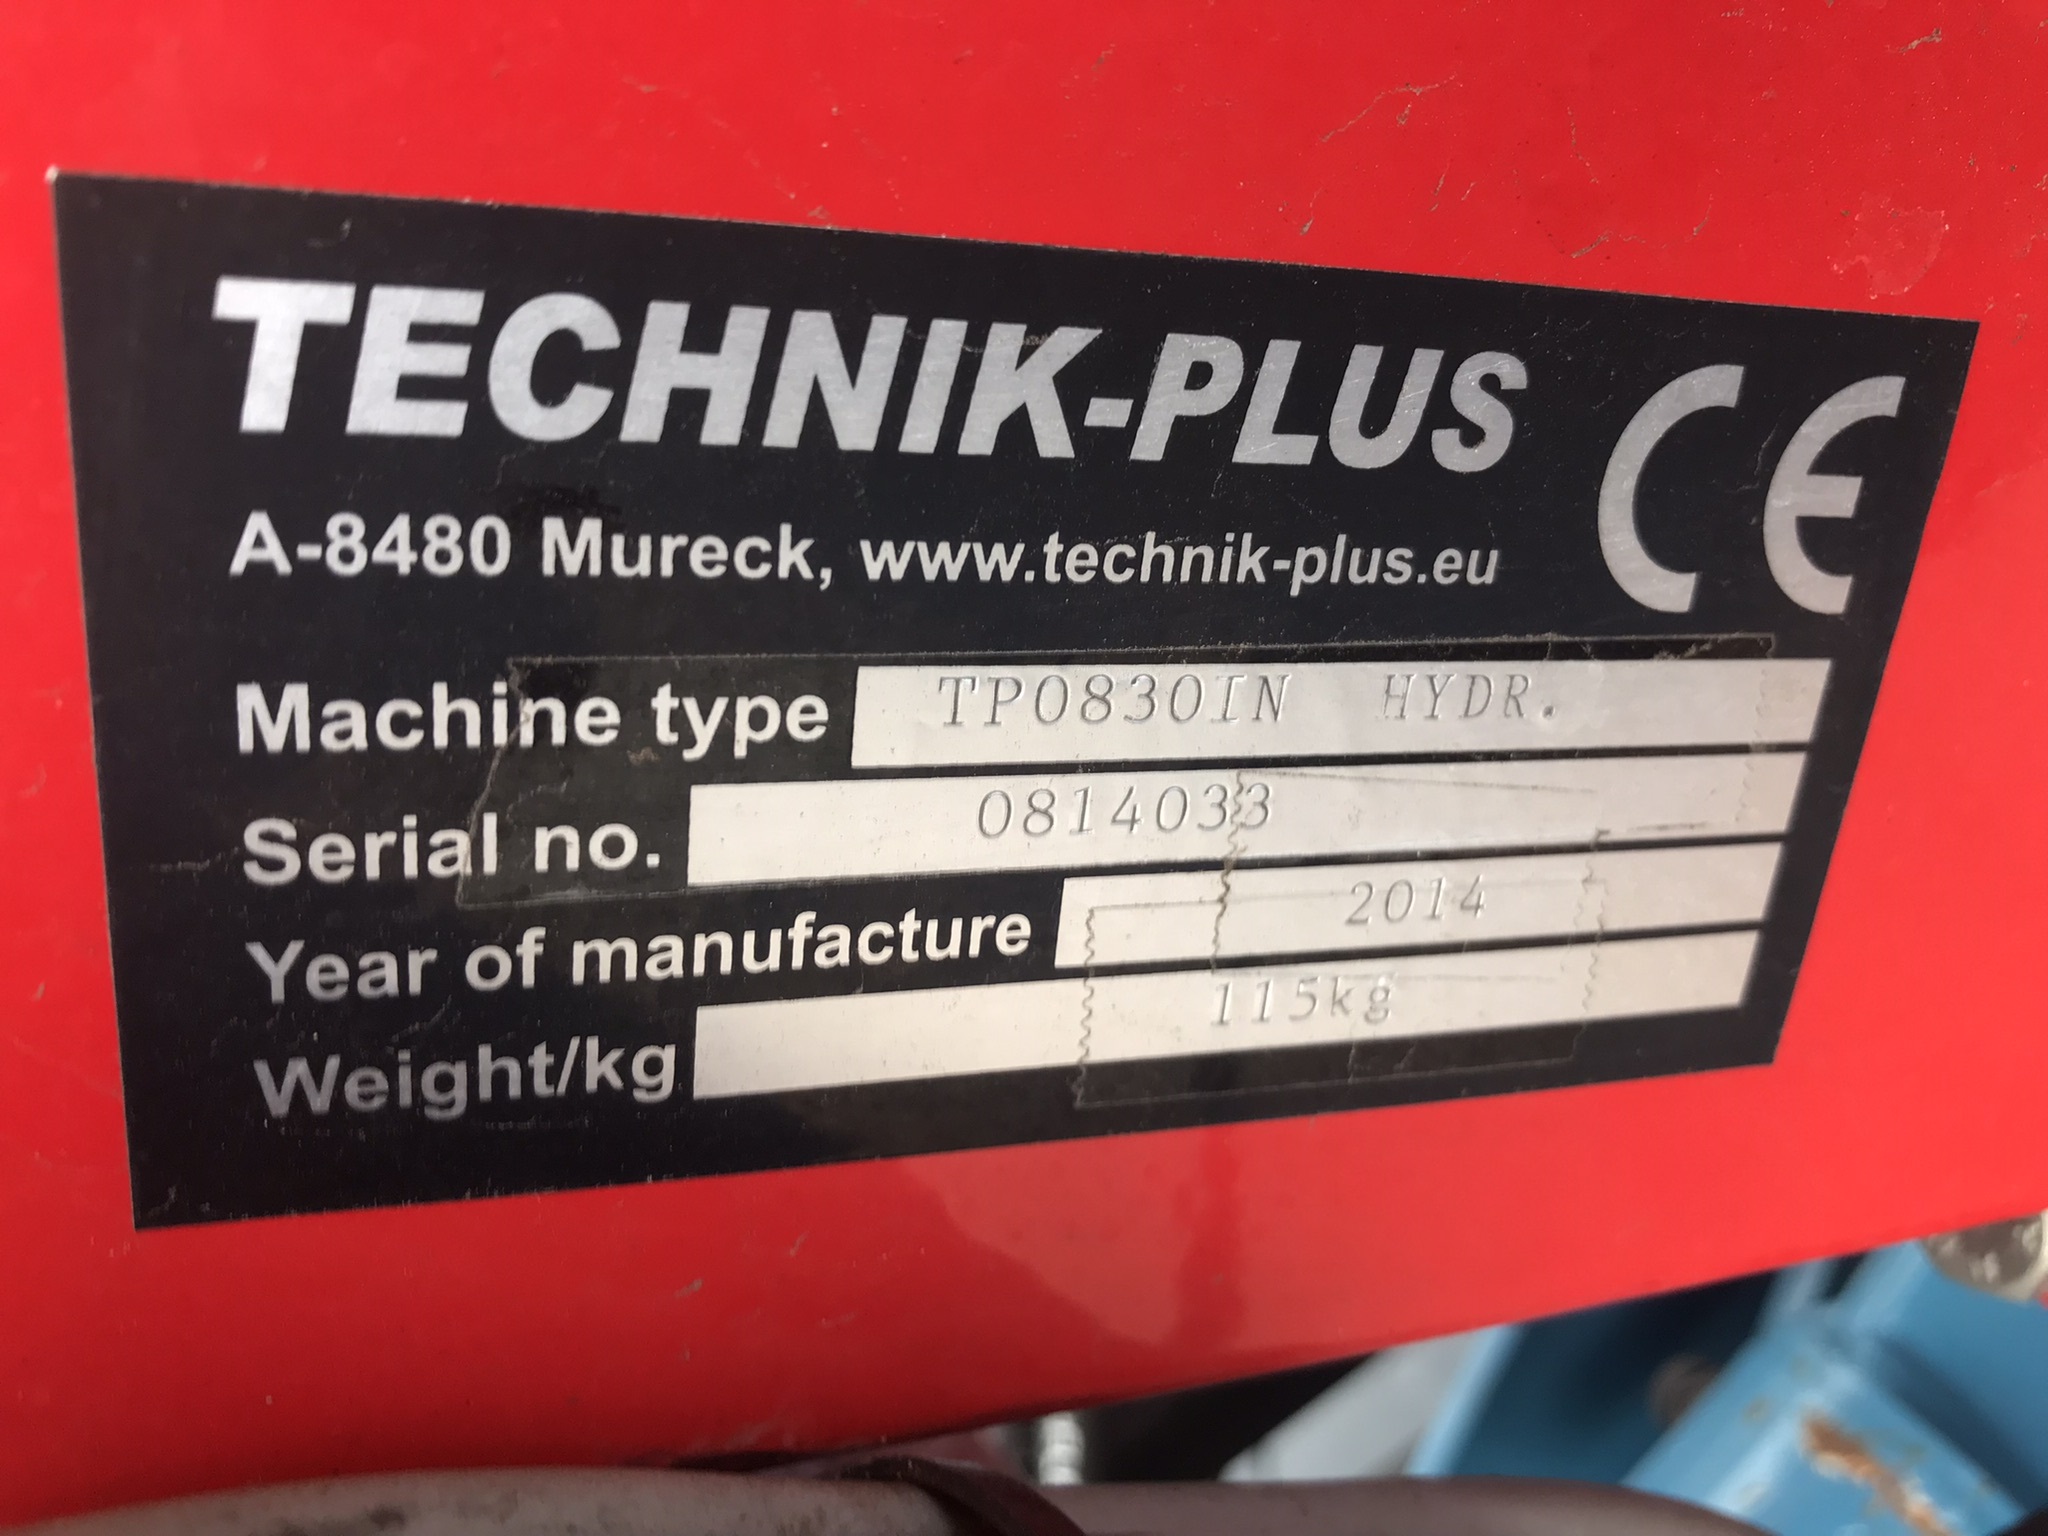 TECHNIK-PLUS CE
A-8480 Mureck, www.technik-plus.eu
Machine type TP0830IN HYDR.
Serial no. 0814033
Year of manufacture 2014
Weight/kg 115kg